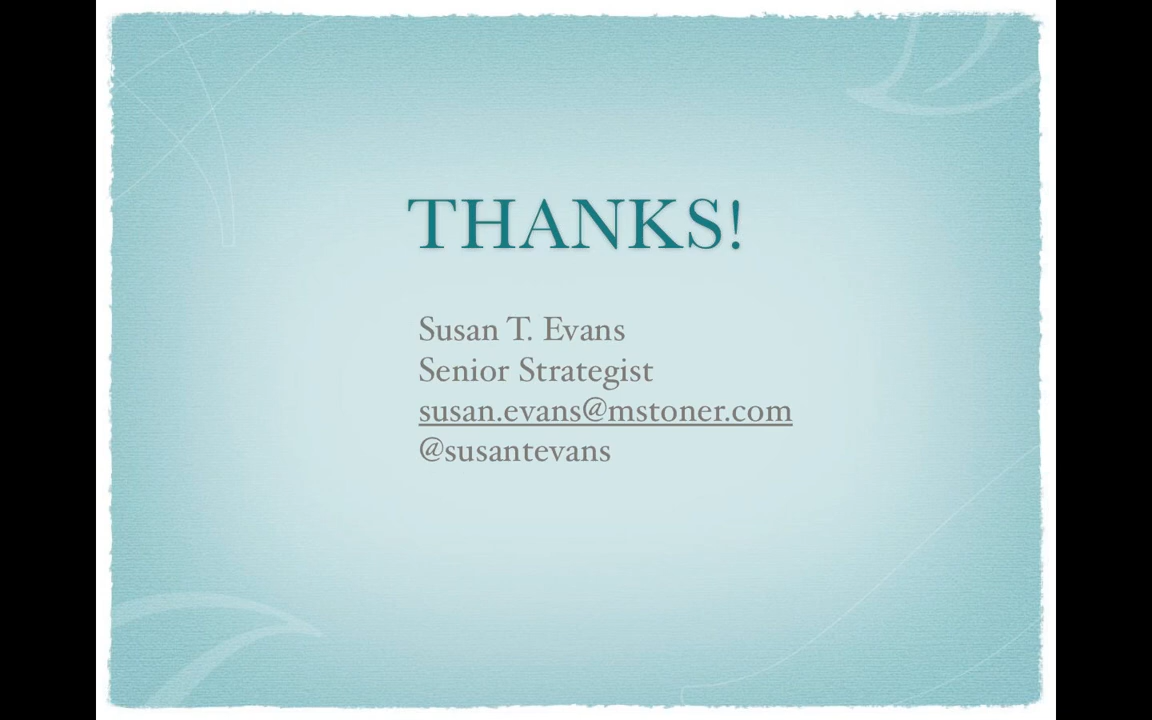 THANKS!
Susan T. Evans
Senior Strategist
susan.evans@mstoner.com
@susantevans